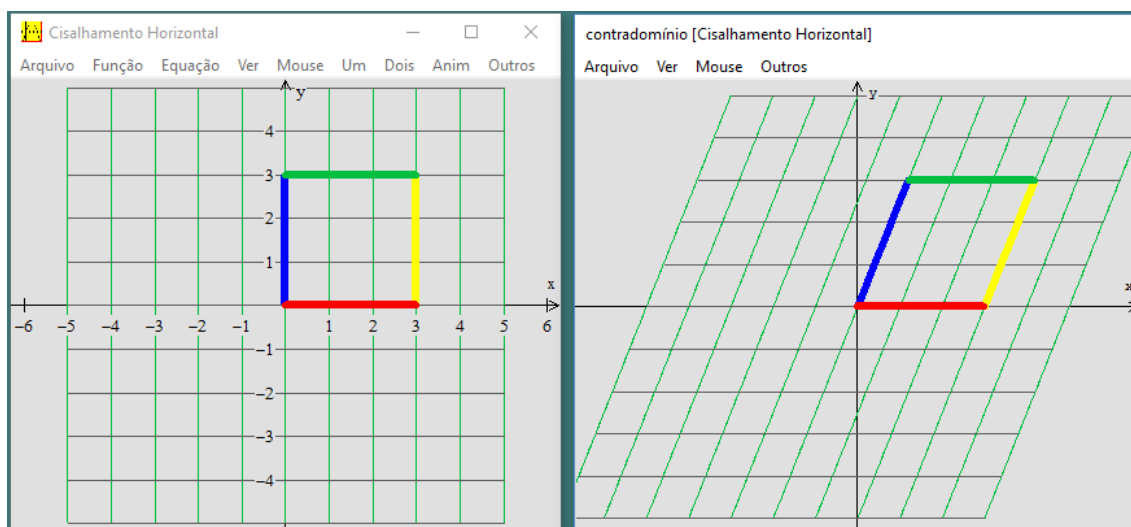 Cisalhamento Horizontal
Arquivo Função Equação Ver Mouse Um Dois Anim Outros
y
4
3
2
1
x
−6 −5 −4 −3 −2 −1 1 2 3 5 6
−1
−2
−3
−4
contradomínio [Cisalhamento Horizontal]
Arquivo Ver Mouse Outros
y
x